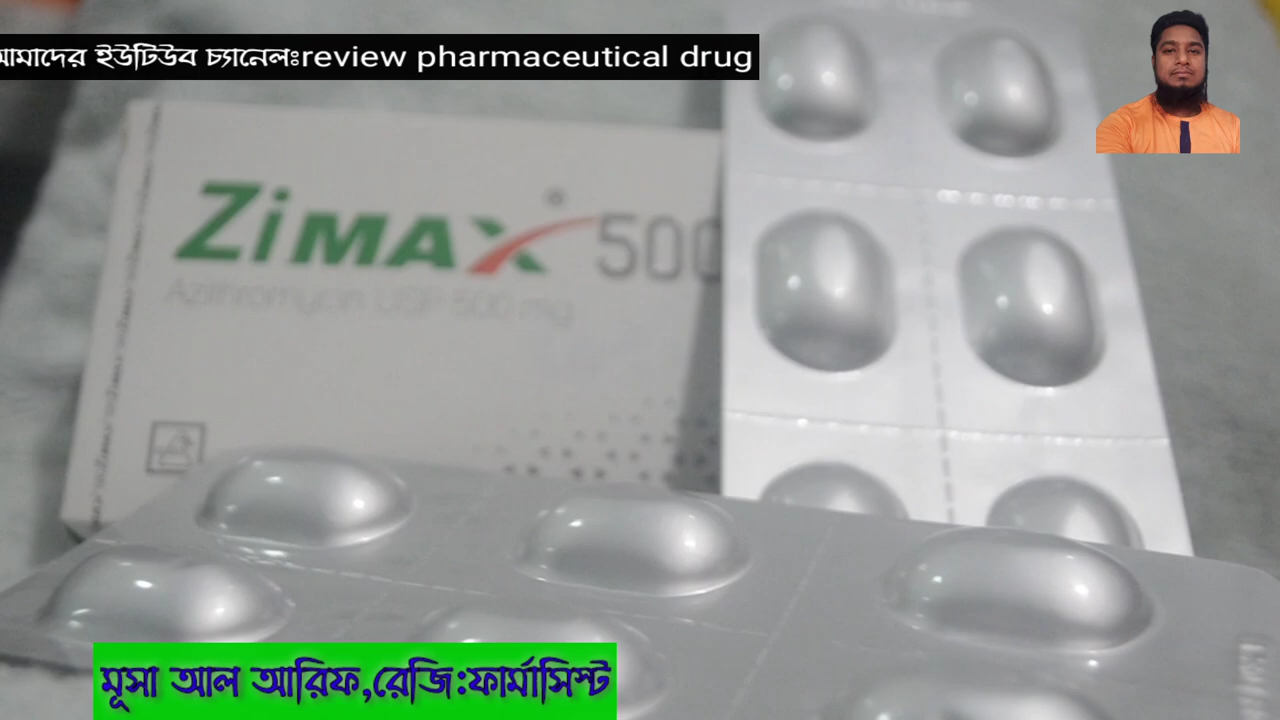 আমাদের ইউটিউব চ্যানেলঃreview pharmaceutical drug
ZiMAX ® 500
Azithromycin USP 500 mg
মূসা আল আরিফ,রেজি:ফার্মাসিস্ট